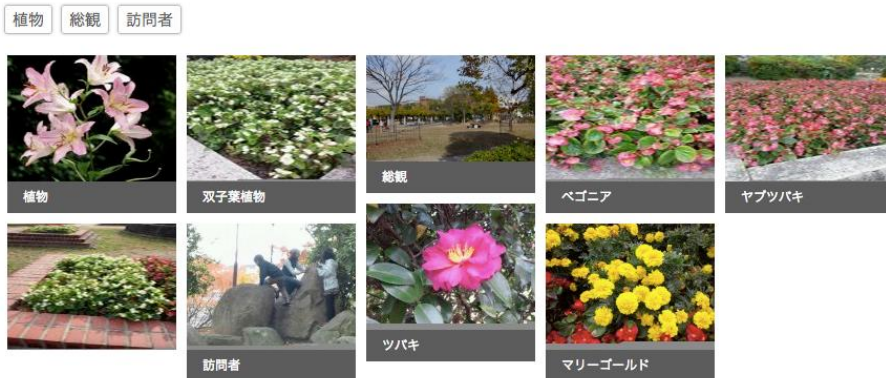 植物 総観 訪問者
植物
双子葉植物
総観
ベゴニア
ヤブツバキ
訪問者
ツバキ
マリーゴールド